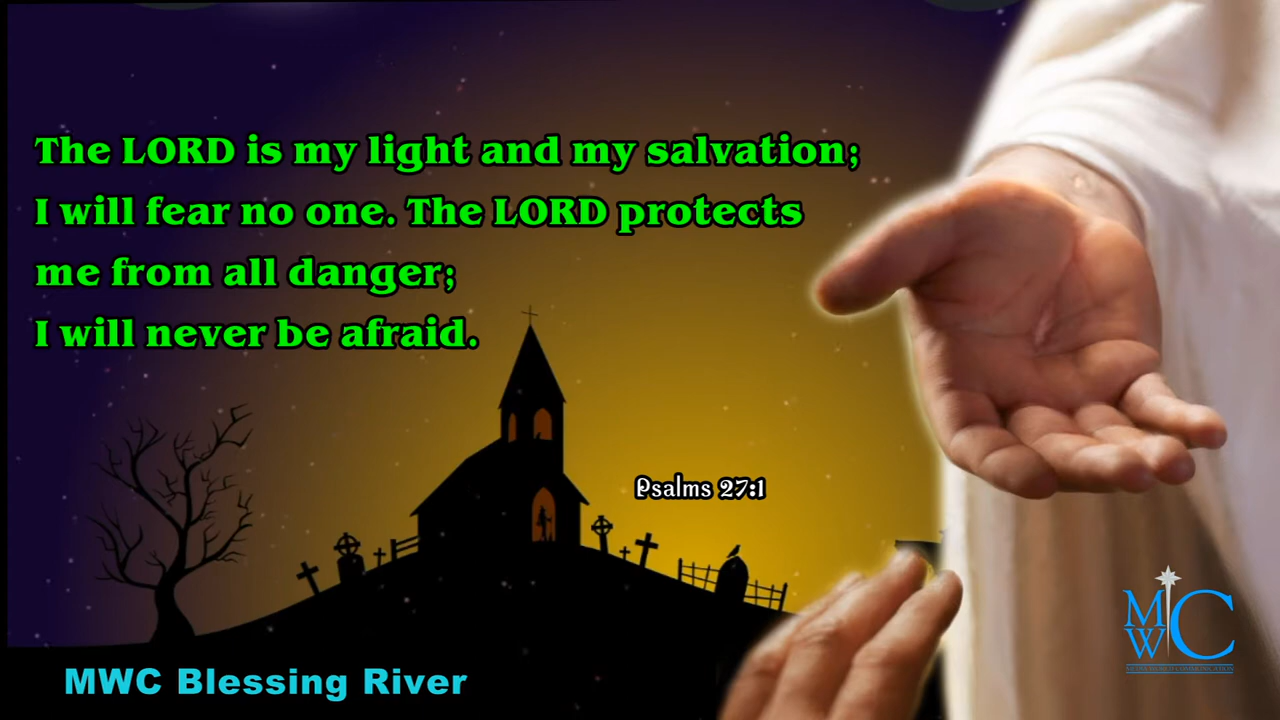 The LORD is my light and my salvation;
I will fear no one. The LORD protects
me from all danger;
I will never be afraid.
Psalms 27:1
MWC Blessing River
MWC